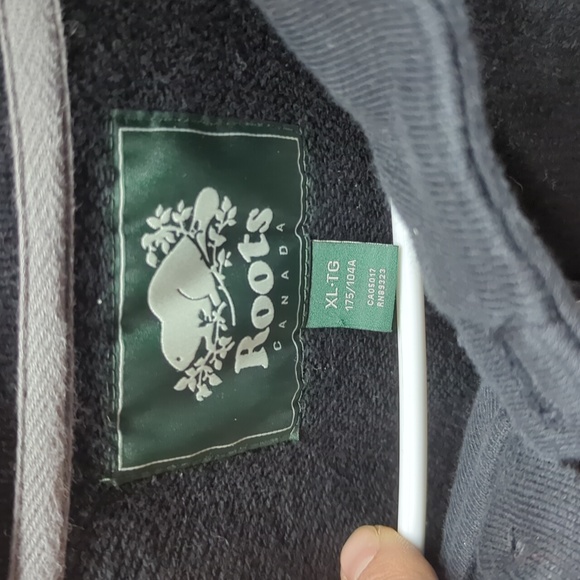 Roots
CANADA
XL-TG
175/104A
CA05017
RN89323